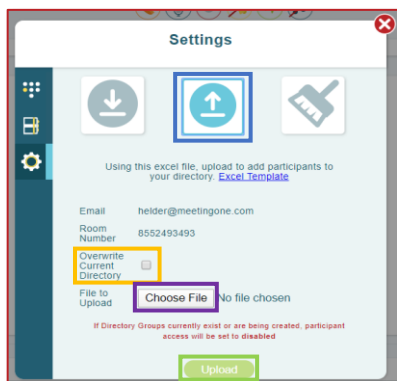 Settings
Using this excel file, upload to add participants to
your directory. Excel Template
Email helder@meetingone.com
Room
Number 8552493493
Overwrite
Current
Directory
File to
Upload Choose File No file chosen
If Directory Groups currently exist or are being created, participant
access will be set to disabled
Upload